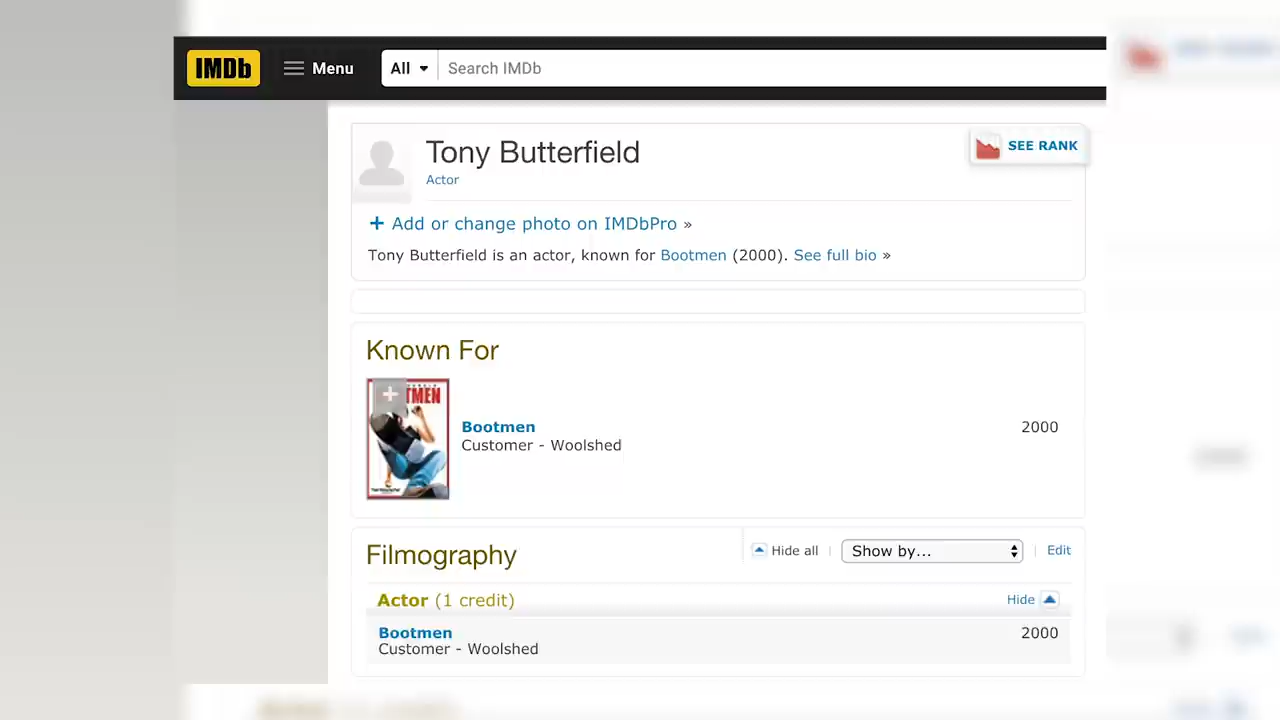 IMDb Menu All Search IMDb
Tony Butterfield
SEE RANK
Actor
+ Add or change photo on IMDbPro »
Tony Butterfield is an actor, known for Bootmen (2000). See full bio »
Known For
Bootmen 2000
Customer - Woolshed
Filmography Hide all | Show by... | Edit
Actor (1 credit) Hide
Bootmen 2000
Customer - Woolshed